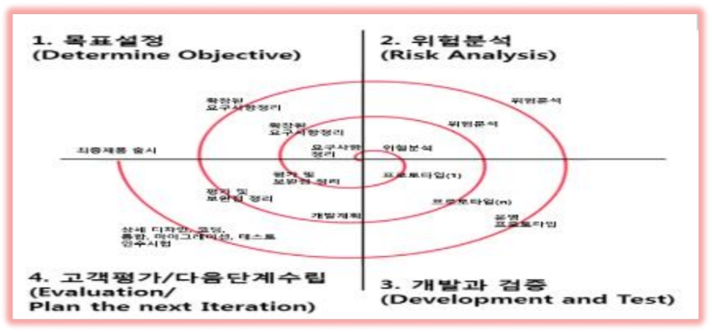 1. 목표설정
(Determine Objective)
2. 위험분석
(Risk Analysis)
확장된
요구사항정리
위험분석
확장된
요구사항정리
위험분석
요구사항
정리
위험분석
최종제품 출시
평가 및
보완점 정리
프로토타입(1)
평가 및
보완점 정리
프로토타입(n)
개발계획
운영
프로토타입
상세 디자인, 코딩,
통합, 마이그레이션, 테스트
인수시험
4. 고객평가/다음단계수립
(Evaluation/
Plan the next Iteration)
3. 개발과 검증
(Development and Test)